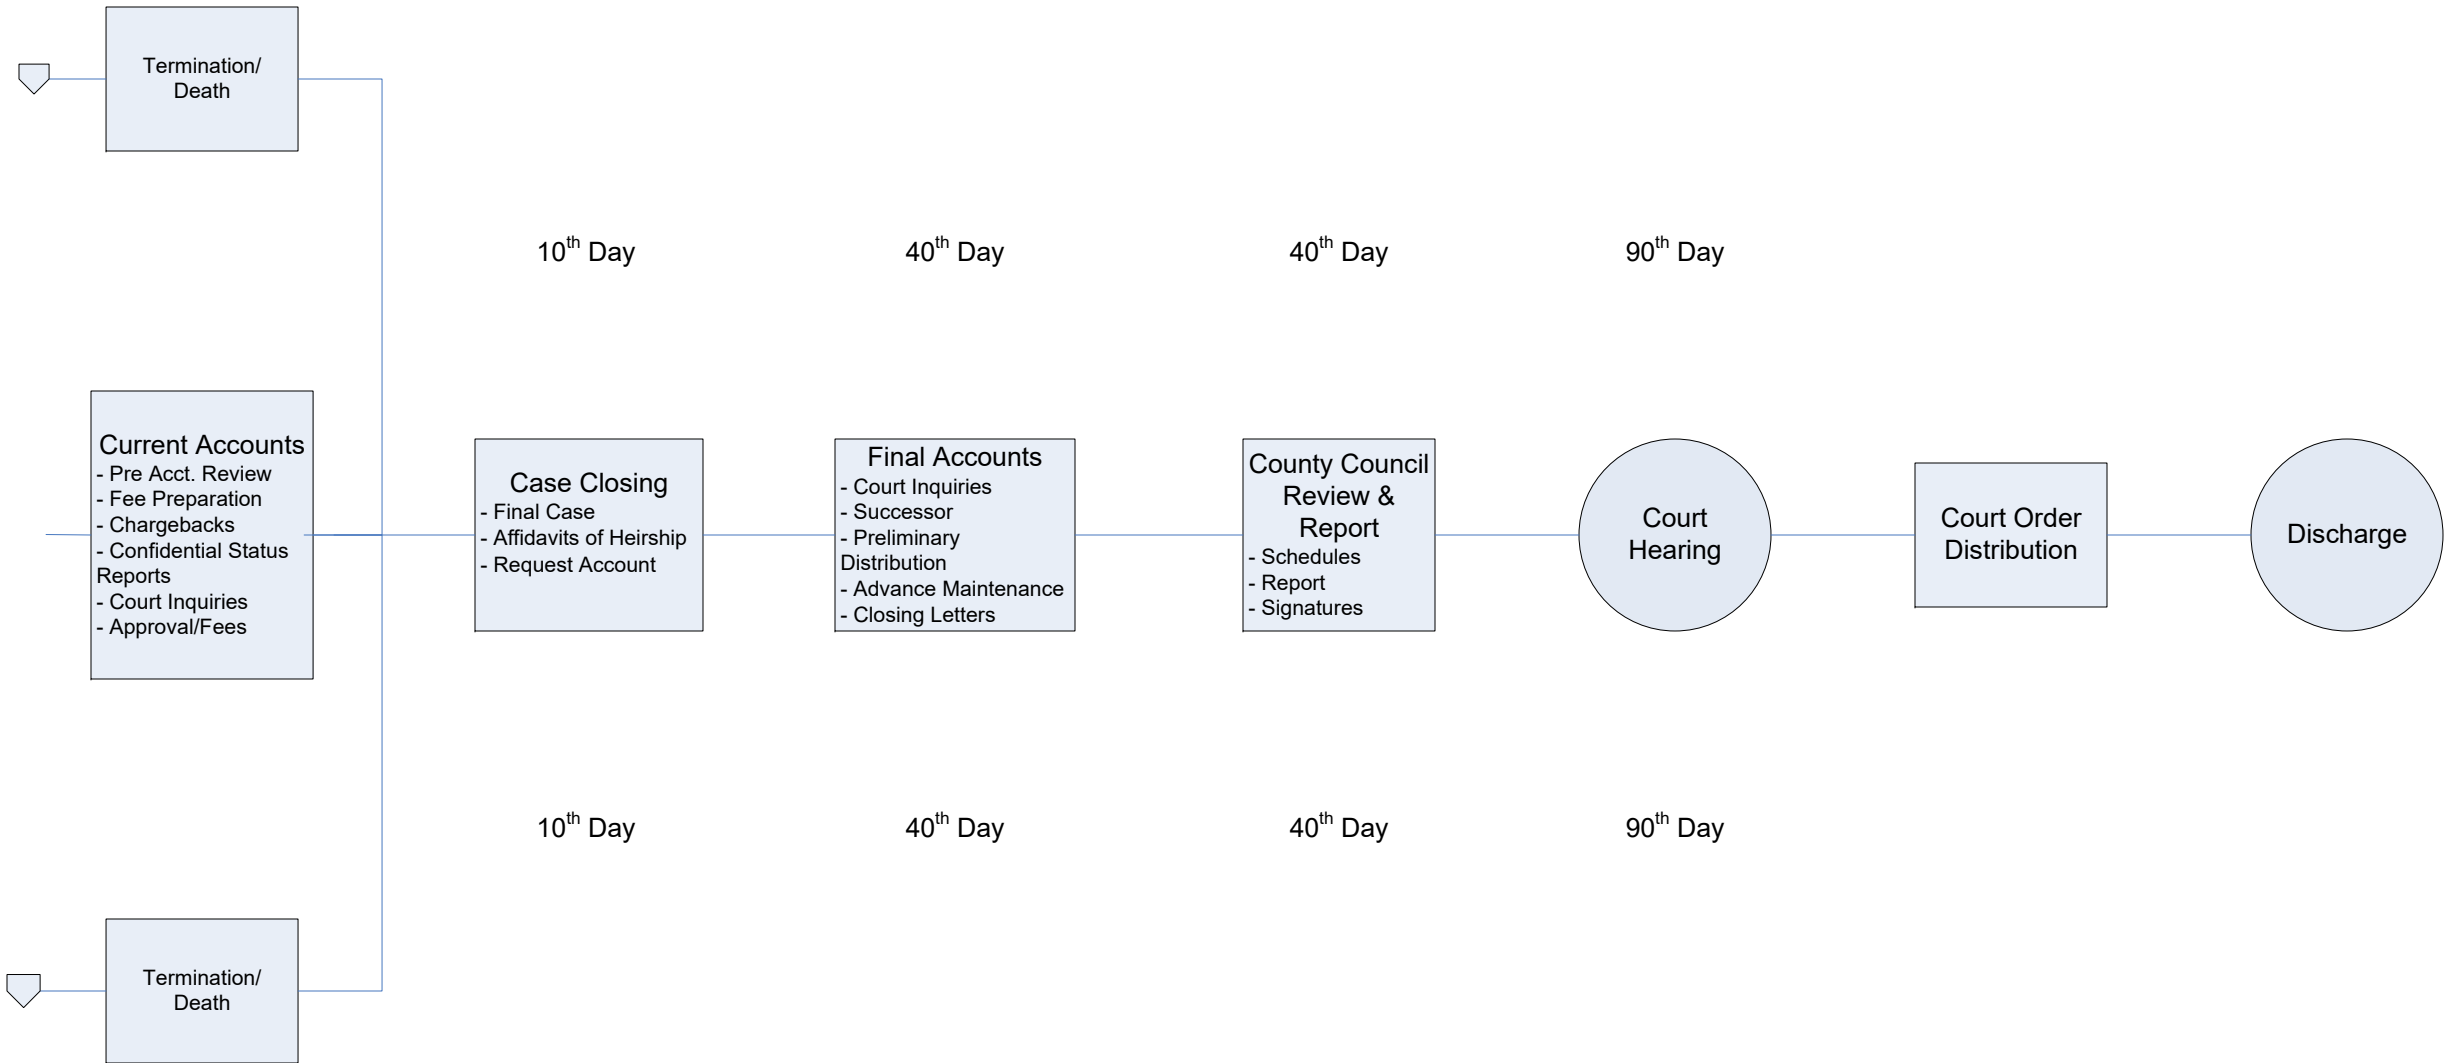 Termination/
Death
10th Day
40th Day
40th Day
90th Day
Current Accounts
- Pre Acct. Review
- Fee Preparation
- Chargebacks
- Confidential Status
Reports
- Court Inquiries
- Approval/Fees
Case Closing
- Final Case
- Affidavits of Heirship
- Request Account
Final Accounts
- Court Inquiries
- Successor
- Preliminary
Distribution
- Advance Maintenance
- Closing Letters
County Council
Review &
Report
- Schedules
- Report
- Signatures
Court
Hearing
Court Order
Distribution
Discharge
10th Day
40th Day
40th Day
90th Day
Termination/
Death